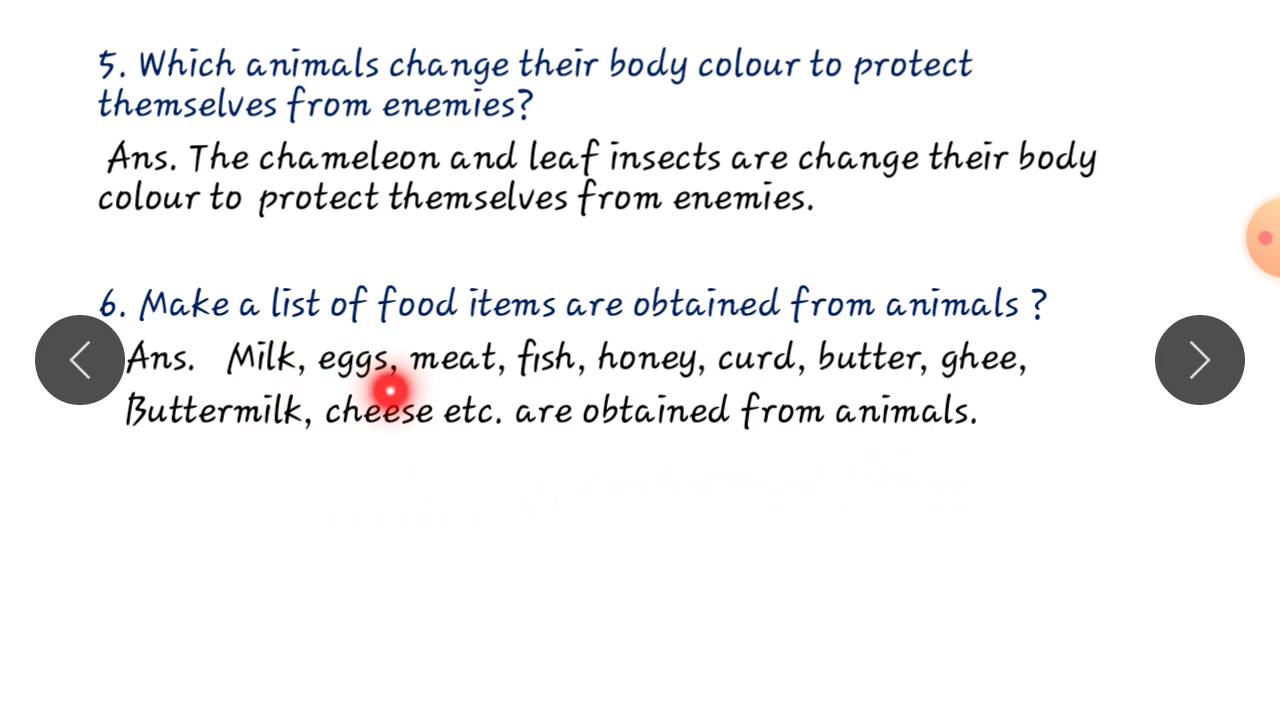 5. Which animals change their body colour to protect
themselves from enemies?
Ans. The chameleon and leaf insects are change their body
colour to protect themselves from enemies.
6. Make a list of food items are obtained from animals ?
Ans. Milk, eggs, meat, fish, honey, curd, butter, ghee,
Buttermilk, cheese etc. are obtained from animals.